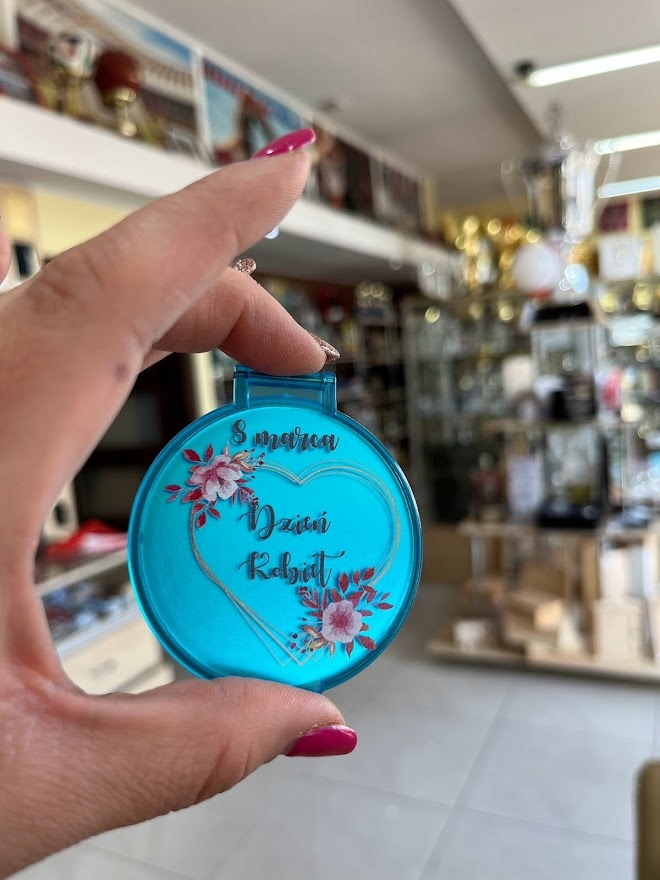 8 marca
Dzień
Kobiet